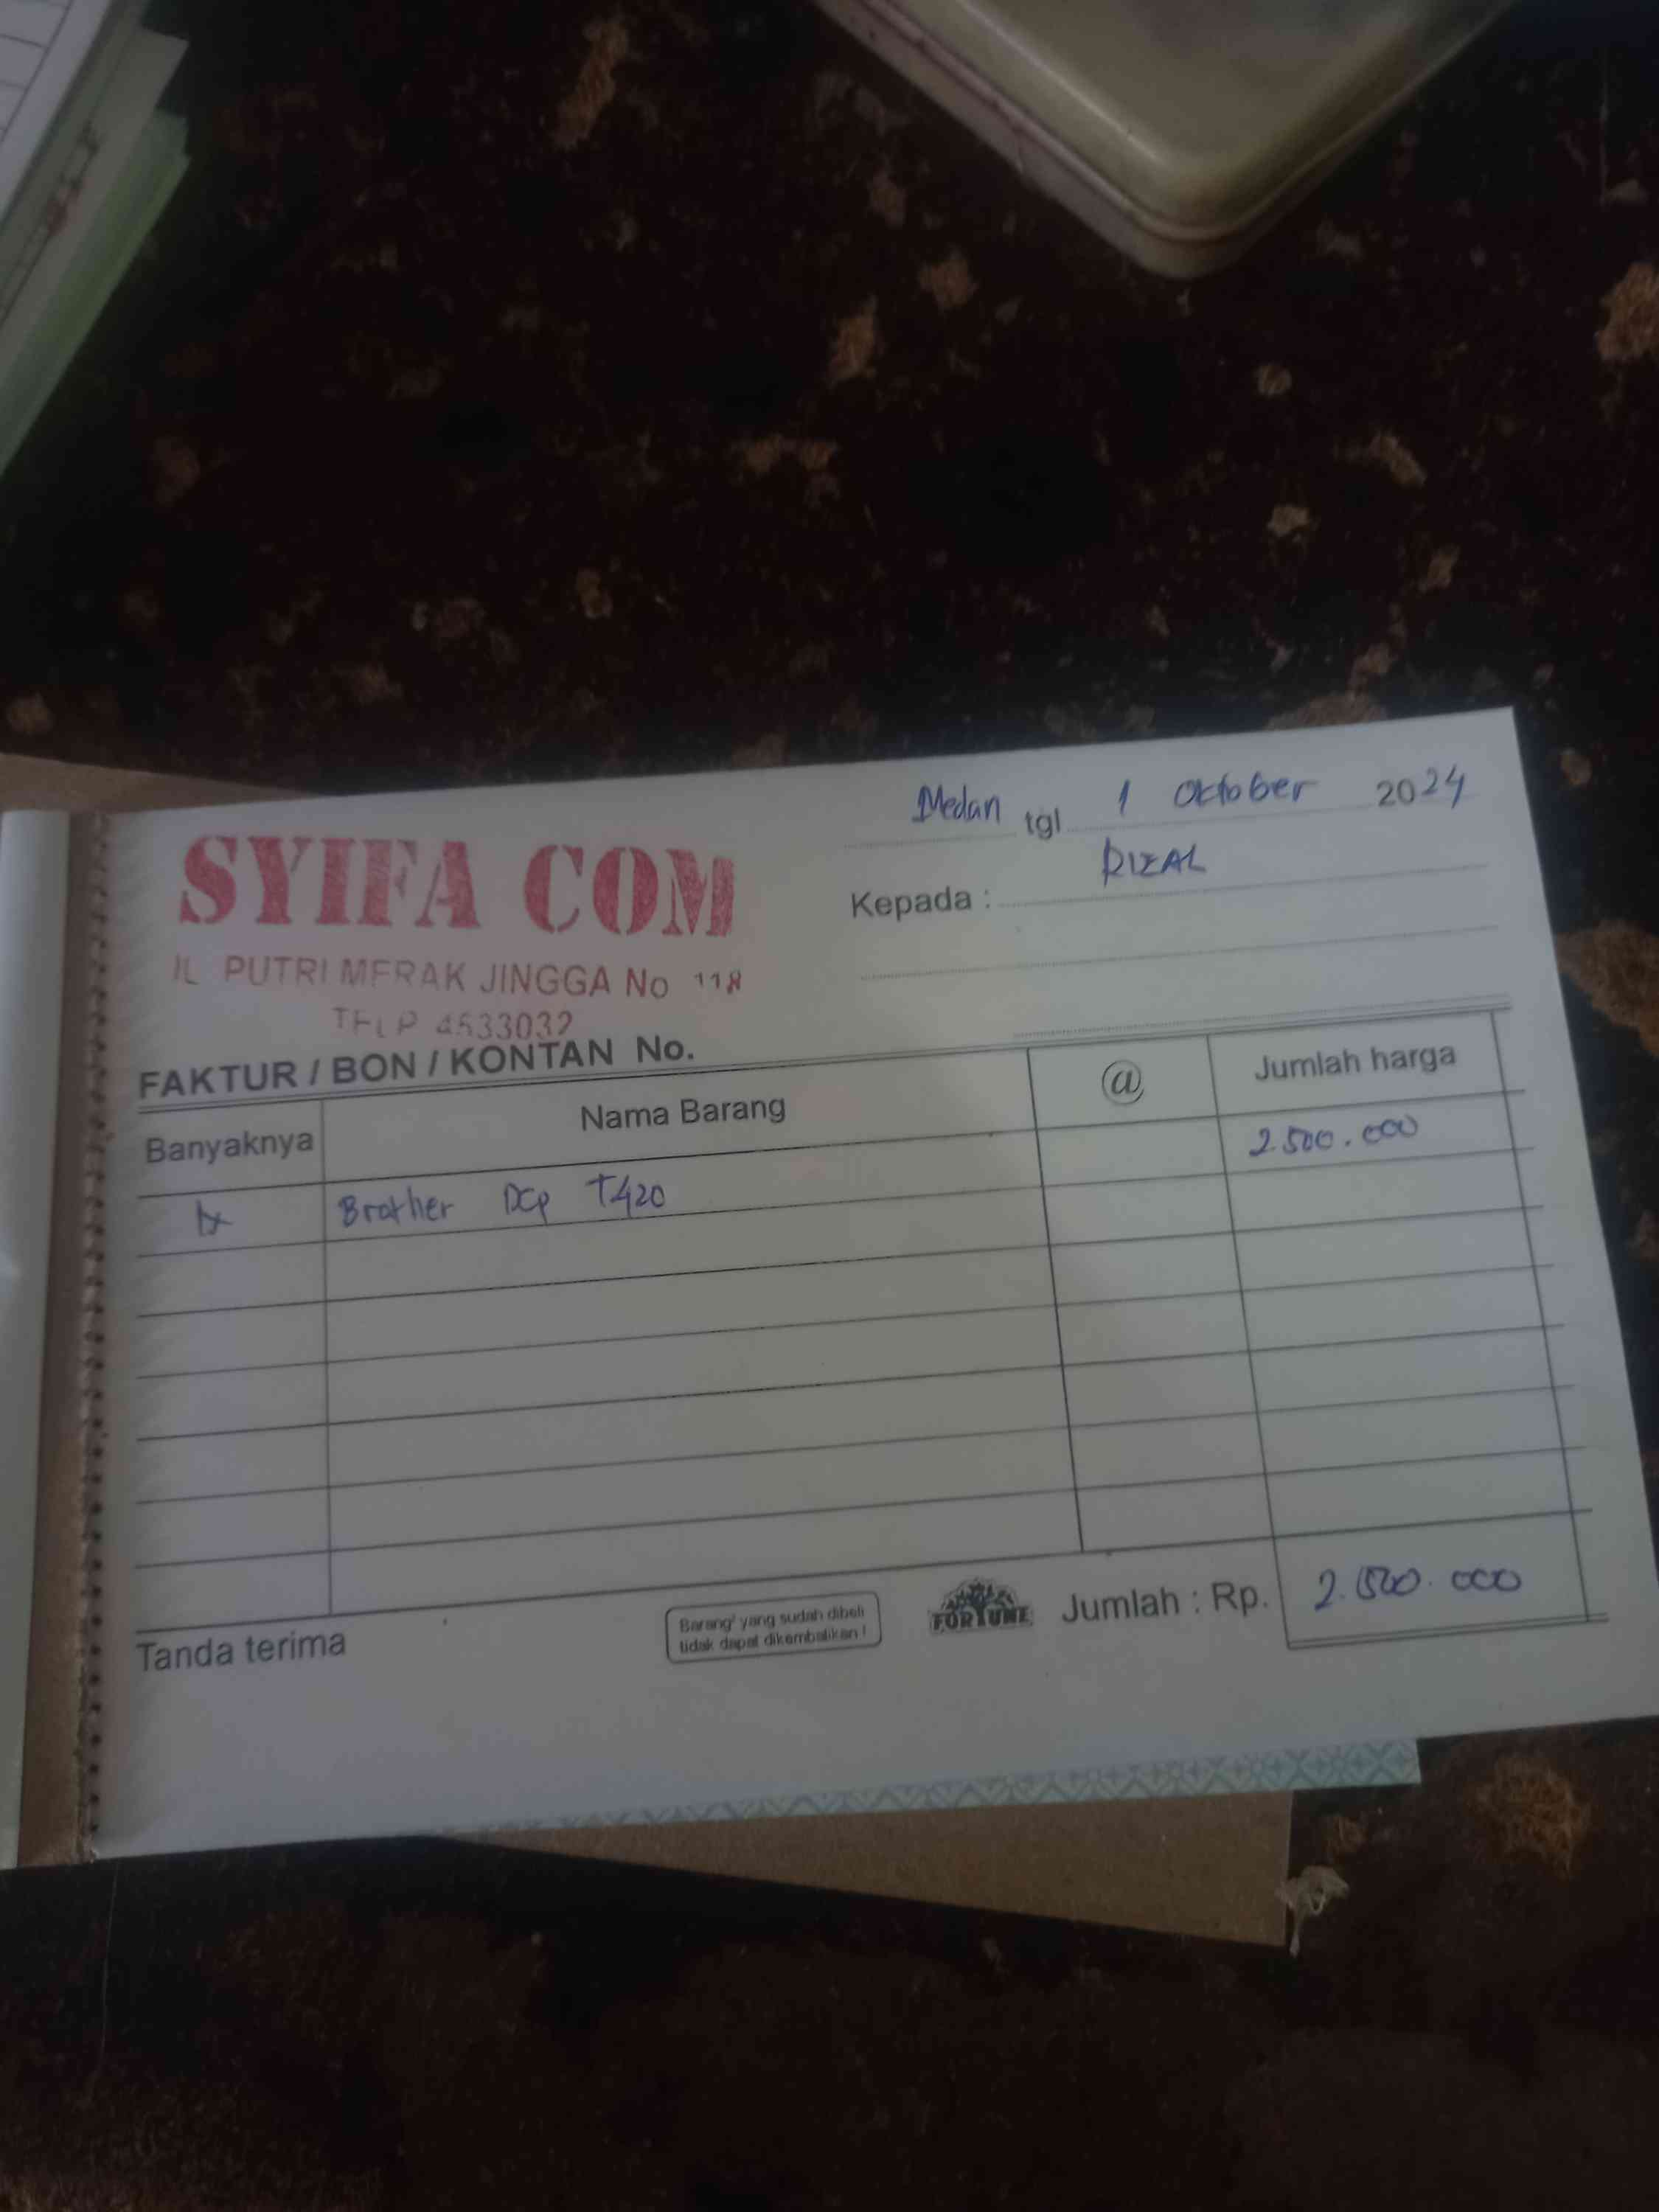 Medan tgl 1 Oktober 2024
SYIFA COM
Kepada : RIZAL
JL PUTRI MERAK JINGGA No 118
TELP 4533032
FAKTUR / BON / KONTAN No.
Banyaknya Nama Barang @ Jumlah harga
1x Brother DCP T420 2.500.000
Tanda terima
Barang² yang sudah dibeli
tidak dapat dikembalikan !
FORTUNE
Jumlah : Rp. 2.500.000